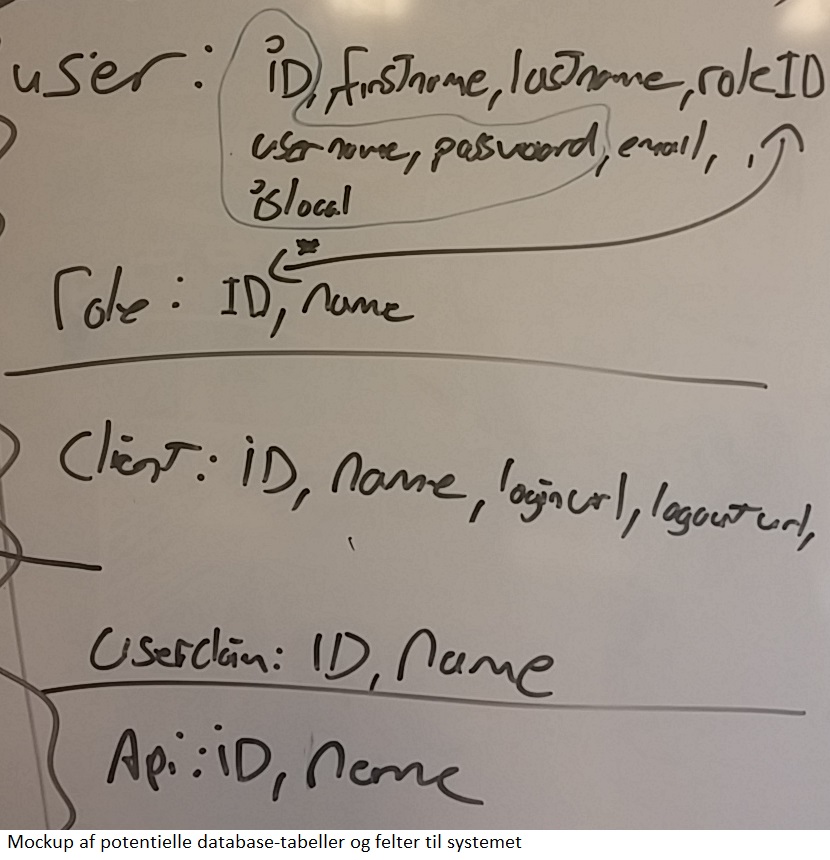 user: iD, firstname, lastname, roleID
username, password, email, ,
islocal
role: ID, name
Client: iD, name, loginurl, logouturl,
Userclaim: ID, name
Api: iD, name
Mockup af potentielle database-tabeller og felter til systemet